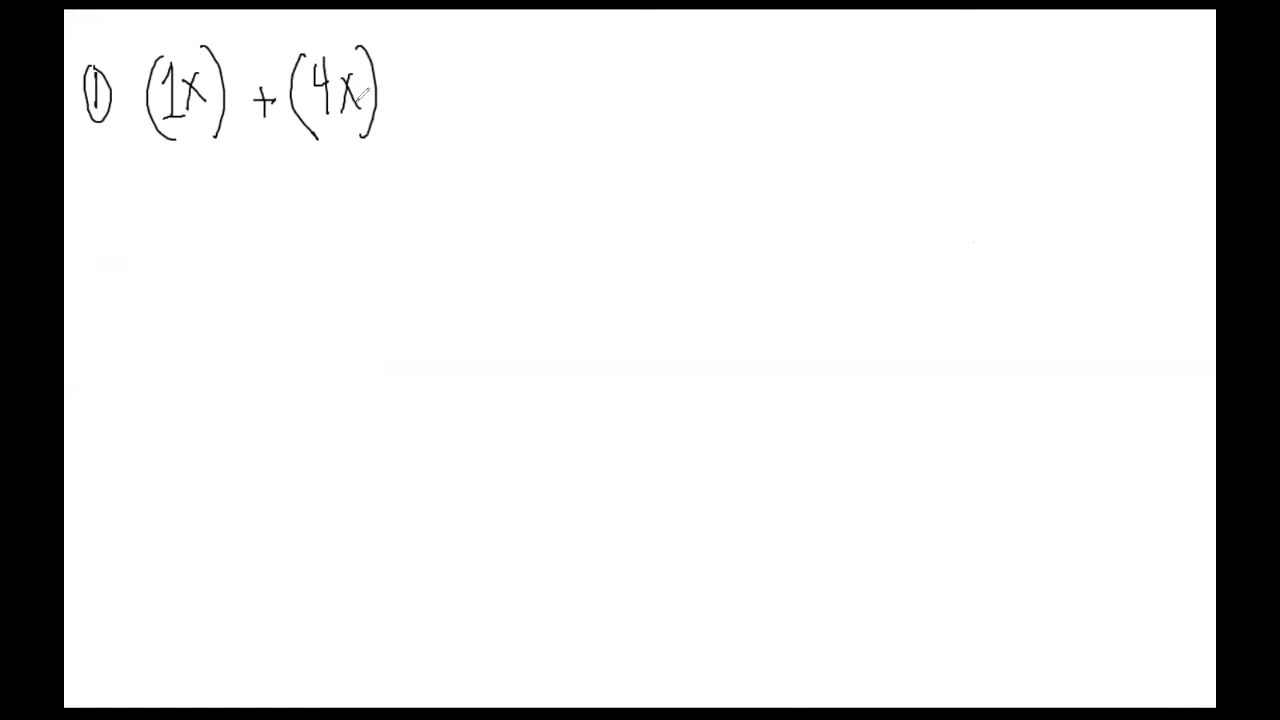 ① (1x) + (4x)